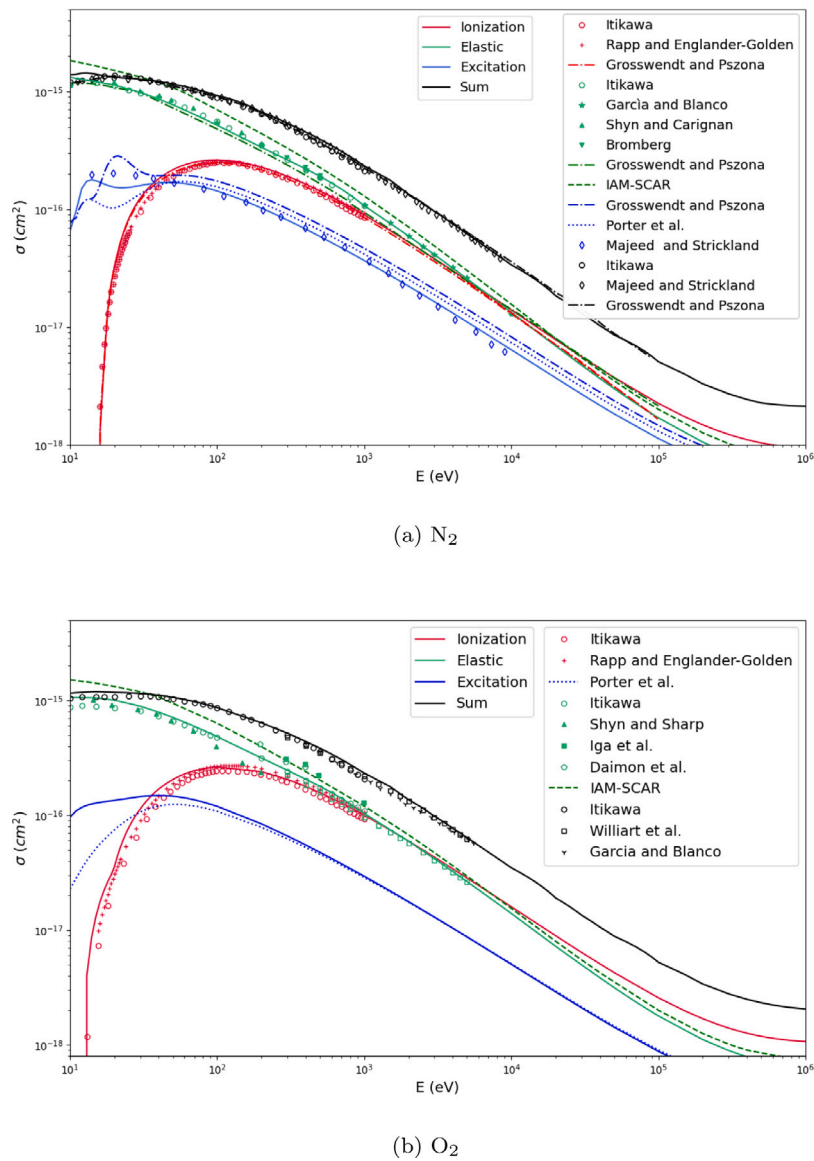 Ionization
Elastic
Excitation
Sum
Itikawa
Rapp and Englander-Golden
Grosswendt and Pszona
Itikawa
Garcìa and Blanco
Shyn and Carignan
Bromberg
Grosswendt and Pszona
IAM-SCAR
Grosswendt and Pszona
Porter et al.
Majeed and Strickland
Itikawa
Majeed and Strickland
Grosswendt and Pszona
σ (cm²)
10⁻¹⁵
10⁻¹⁶
10⁻¹⁷
10⁻¹⁸
10¹ 10² 10³ 10⁴ 10⁵ 10⁶
E (eV)
(a) N₂
Ionization
Elastic
Excitation
Sum
Itikawa
Rapp and Englander-Golden
Porter et al.
Itikawa
Shyn and Sharp
Iga et al.
Daimon et al.
IAM-SCAR
Itikawa
Williart et al.
Garcia and Blanco
σ (cm²)
10⁻¹⁵
10⁻¹⁶
10⁻¹⁷
10⁻¹⁸
10¹ 10² 10³ 10⁴ 10⁵ 10⁶
E (eV)
(b) O₂